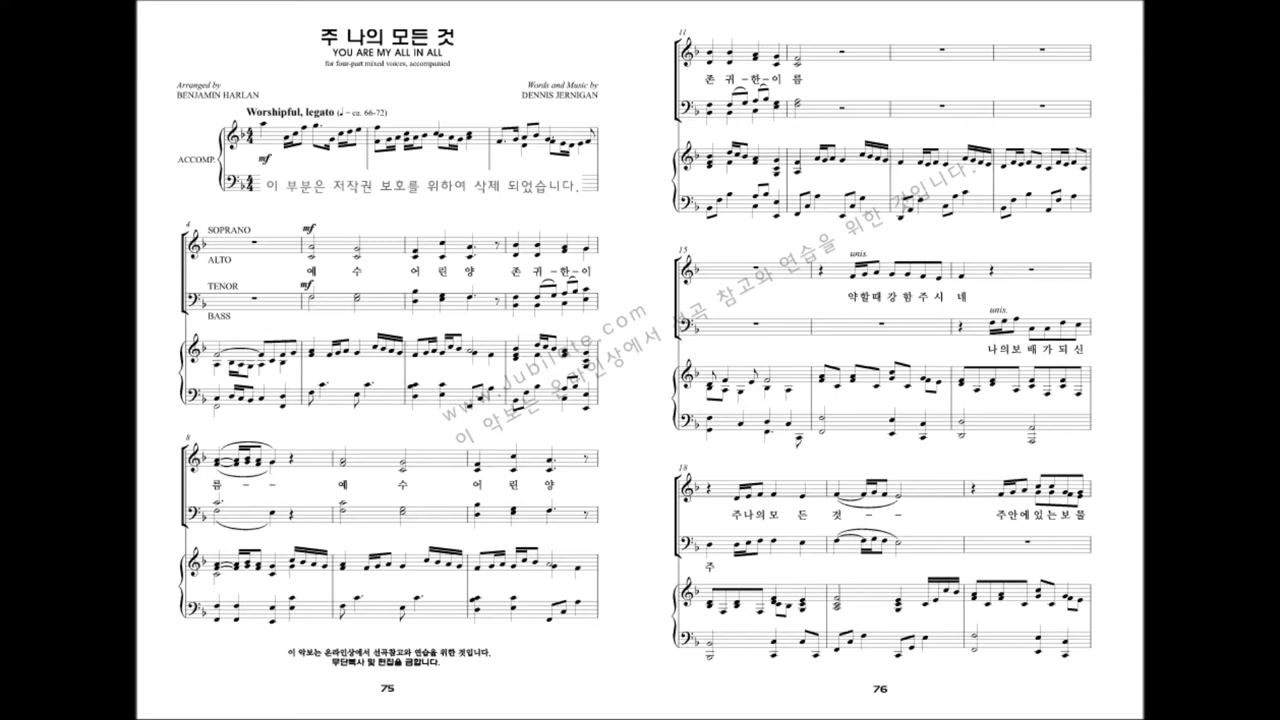 주 나의 모든 것
YOU ARE MY ALL IN ALL
for four-part mixed voices, accompanied
Arranged by
BENJAMIN HARLAN
Words and Music by
DENNIS JERNIGAN
Worshipful, legato (♩ = ca. 66-72)
ACCOMP.
mf
이 부분은 저작권 보호를 위하여 삭제 되었습니다.
4
SOPRANO
mf
ALTO
예 수 어 린 양 존 귀 - 한 - 이
TENOR
mf
BASS
8
름 - - 예 수 어 린 양
이 악보는 온라인상에서 선곡참고와 연습을 위한 것입니다.
무단복사 및 편집을 금합니다.
75
11
존 귀 - 한 - 이 름
15
unis.
약할때 강 함 주 시 네
unis.
나의보 배 가 되 신
18
주나의모 든 것 - - 주안에있는보 물
주
76
www.Jubilate.com
이 악보는 온라인상에서 선곡 참고와 연습을 위한 것입니다.